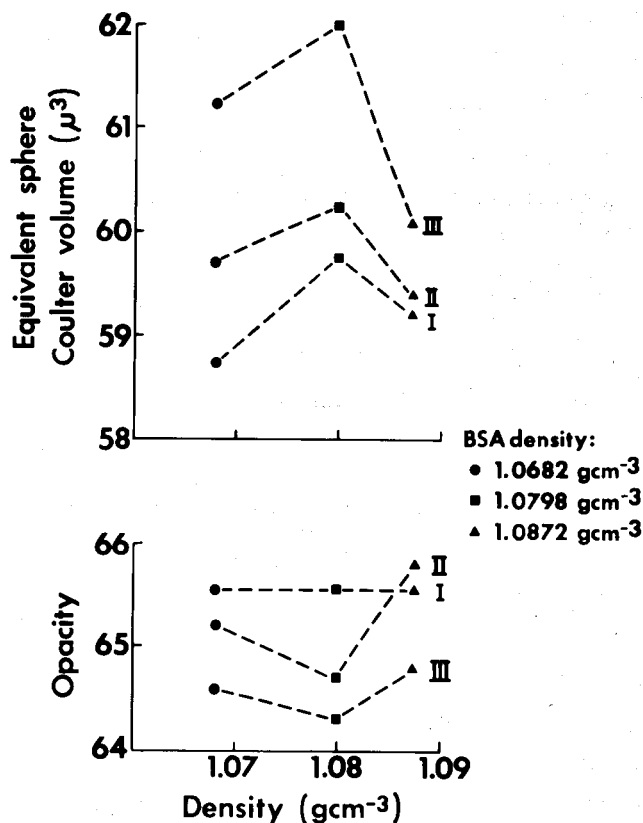 Equivalent sphere
Coulter volume (μ³)
62
61
60
59
58
III
II
I
BSA density:
● 1.0682 gcm⁻³
■ 1.0798 gcm⁻³
▲ 1.0872 gcm⁻³
Opacity
66
65
64
II
I
III
1.07 1.08 1.09
Density (gcm⁻³)